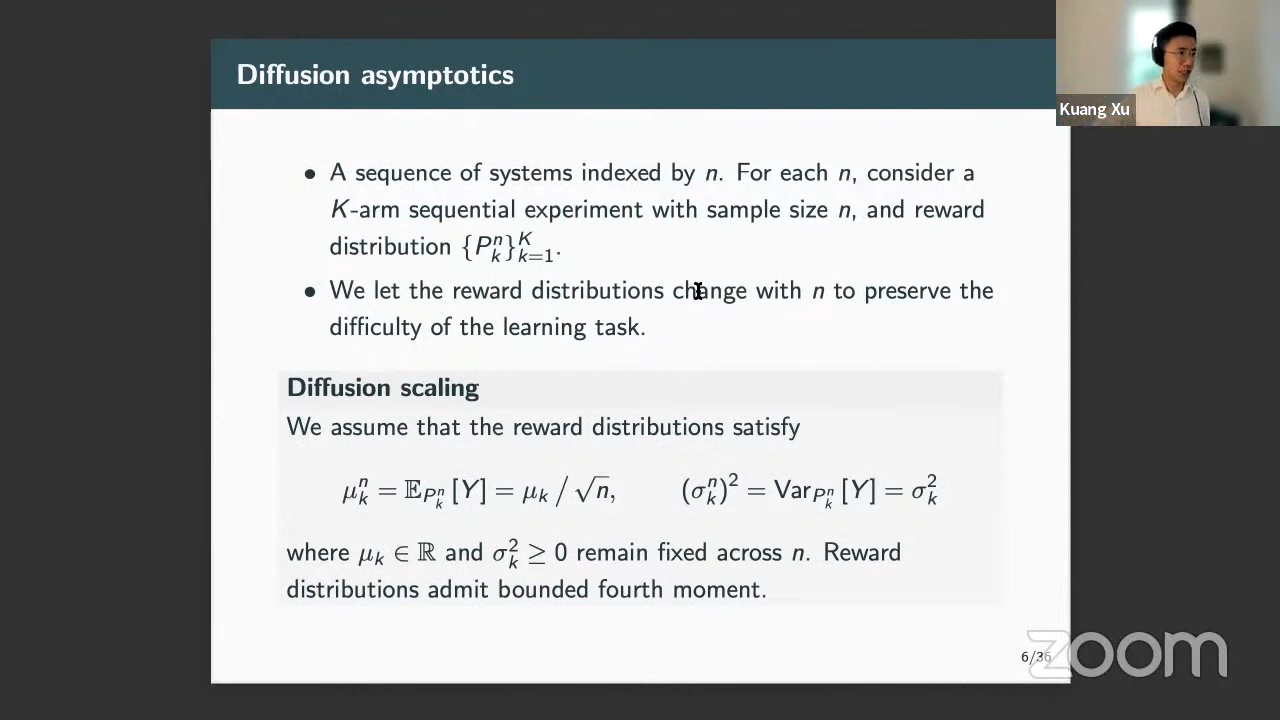 Diffusion asymptotics
Kuang Xu
• A sequence of systems indexed by n. For each n, consider a
K-arm sequential experiment with sample size n, and reward
distribution {P_k^n}_{k=1}^K.
• We let the reward distributions change with n to preserve the
difficulty of the learning task.
Diffusion scaling
We assume that the reward distributions satisfy
μ_k^n = 𝔼_{P_k^n}[Y] = μ_k / √n,  (σ_k^n)^2 = Var_{P_k^n}[Y] = σ_k^2
where μ_k ∈ ℝ and σ_k^2 ≥ 0 remain fixed across n. Reward
distributions admit bounded fourth moment.
6/36
zoom